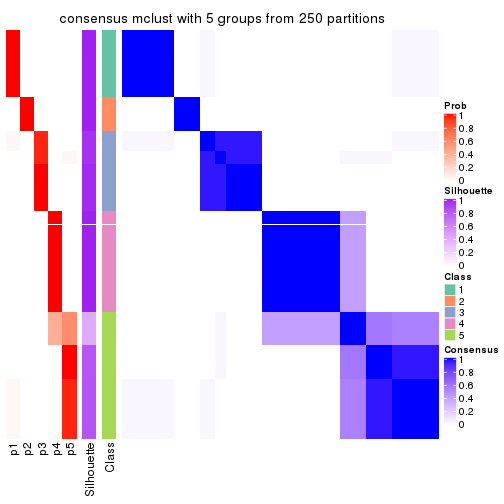 consensus mclust with 5 groups from 250 partitions
Prob
1
0.8
0.6
0.4
0.2
0
Silhouette
1
0.8
0.6
0.4
0.2
0
Class
1
2
3
4
5
Consensus
1
0.8
0.6
0.4
0.2
0
p1
p2
p3
p4
p5
Silhouette
Class